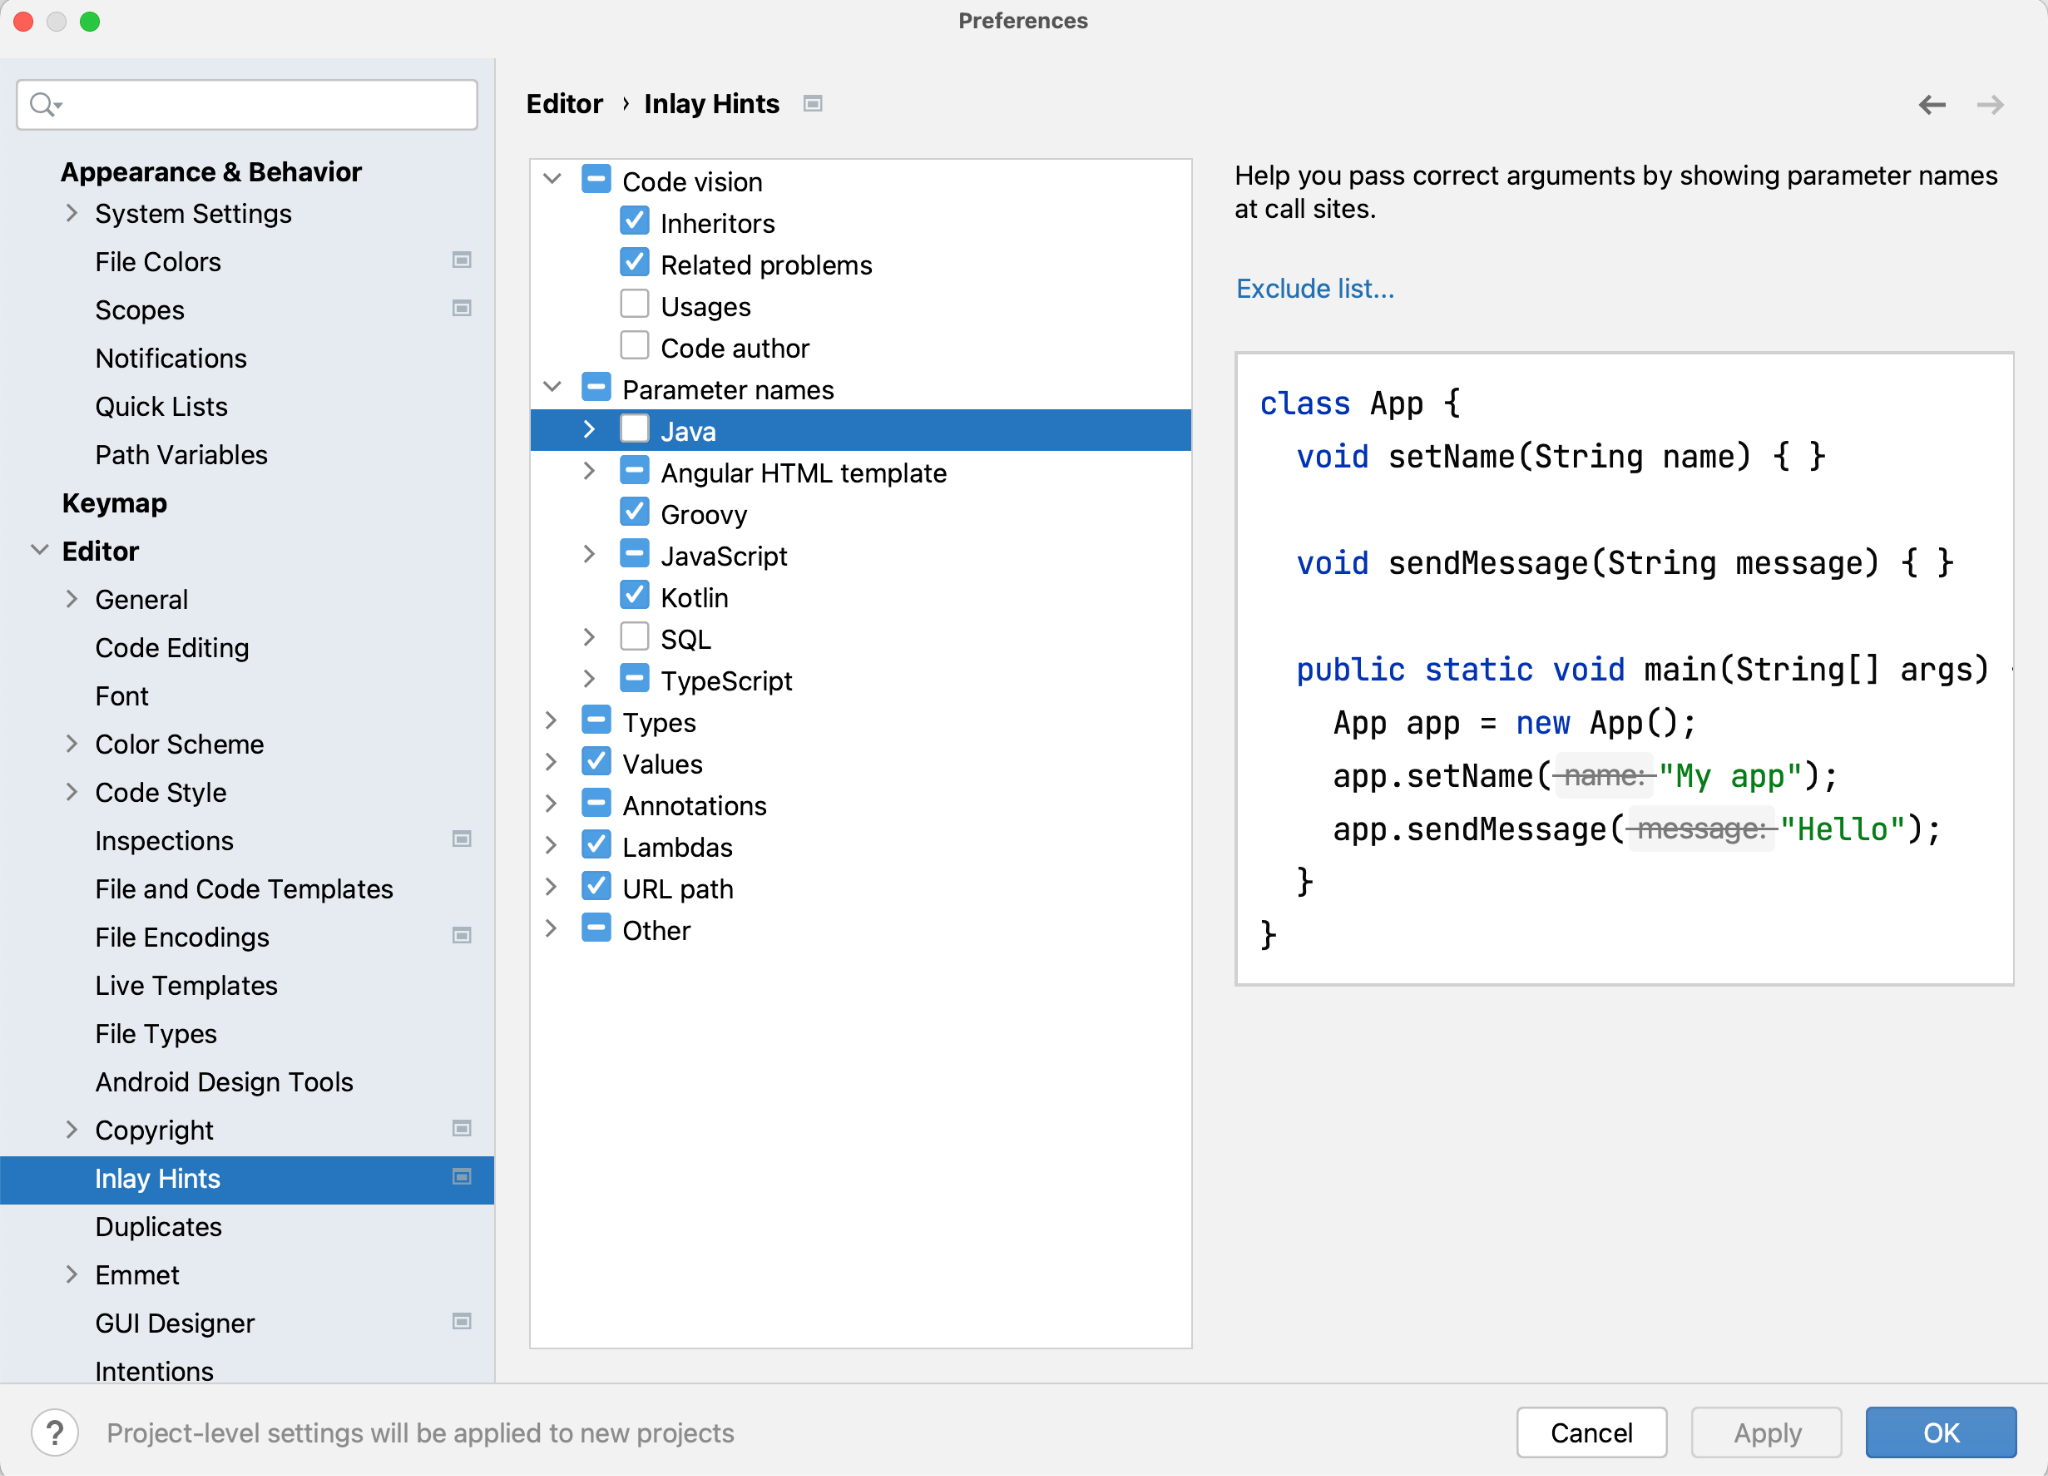 Preferences
Editor › Inlay Hints
Appearance & Behavior
System Settings
File Colors
Scopes
Notifications
Quick Lists
Path Variables
Keymap
Editor
General
Code Editing
Font
Color Scheme
Code Style
Inspections
File and Code Templates
File Encodings
Live Templates
File Types
Android Design Tools
Copyright
Inlay Hints
Duplicates
Emmet
GUI Designer
Intentions
Code vision
Inheritors
Related problems
Usages
Code author
Parameter names
Java
Angular HTML template
Groovy
JavaScript
Kotlin
SQL
TypeScript
Types
Values
Annotations
Lambdas
URL path
Other
Help you pass correct arguments by showing parameter names
at call sites.
Exclude list...
class App {
void setName(String name) { }
void sendMessage(String message) { }
public static void main(String[] args)
App app = new App();
app.setName( name: "My app");
app.sendMessage( message: "Hello");
}
}
? Project-level settings will be applied to new projects
Cancel Apply OK